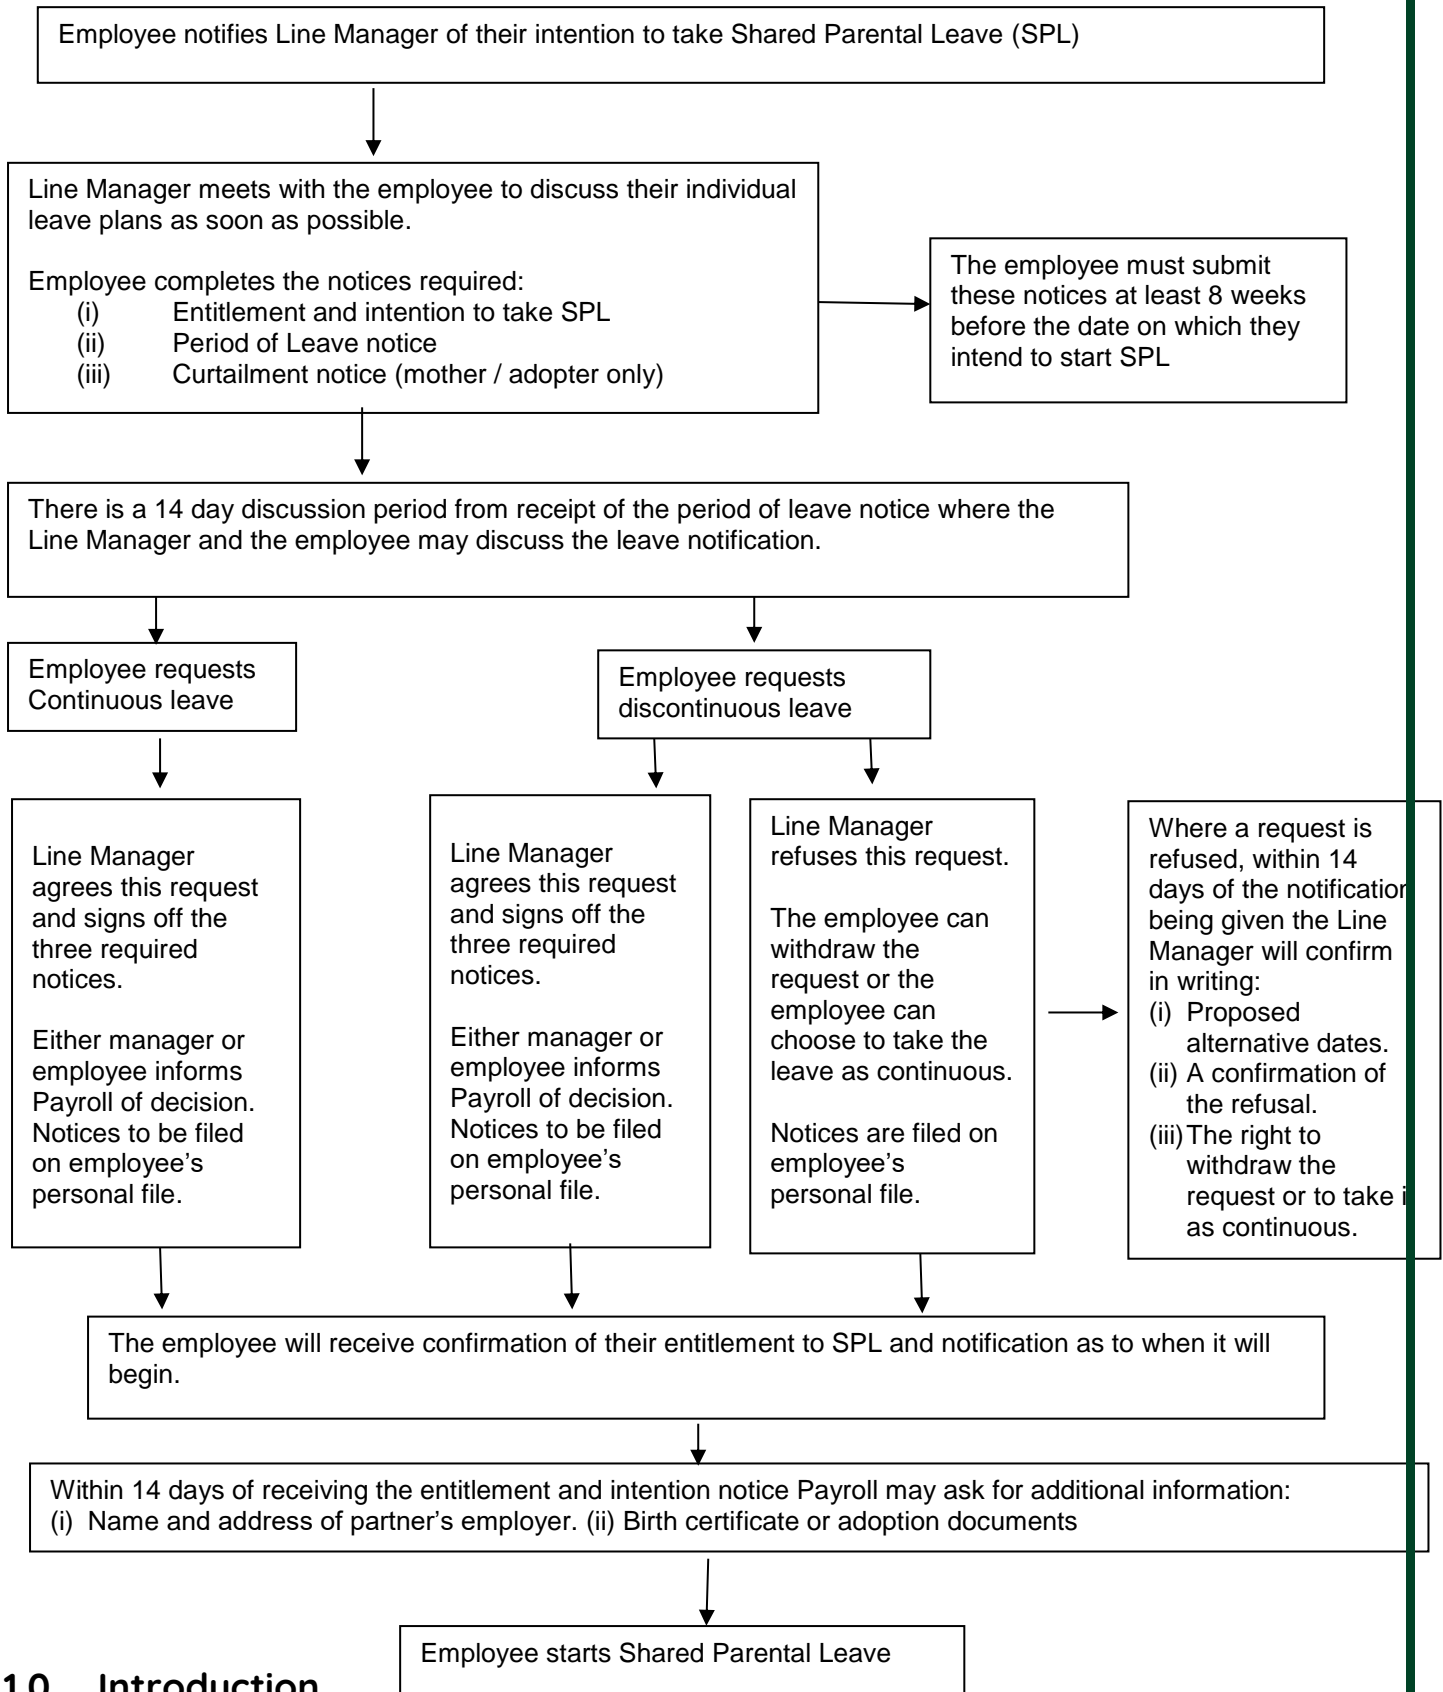 Employee notifies Line Manager of their intention to take Shared Parental Leave (SPL)
Line Manager meets with the employee to discuss their individual
leave plans as soon as possible.
Employee completes the notices required:
(i) Entitlement and intention to take SPL
(ii) Period of Leave notice
(iii) Curtailment notice (mother / adopter only)
The employee must submit
these notices at least 8 weeks
before the date on which they
intend to start SPL
There is a 14 day discussion period from receipt of the period of leave notice where the
Line Manager and the employee may discuss the leave notification.
Employee requests
Continuous leave
Employee requests
discontinuous leave
Line Manager
agrees this request
and signs off the
three required
notices.
Either manager or
employee informs
Payroll of decision.
Notices to be filed
on employee’s
personal file.
Line Manager
agrees this request
and signs off the
three required
notices.
Either manager or
employee informs
Payroll of decision.
Notices to be filed
on employee’s
personal file.
Line Manager
refuses this request.
The employee can
withdraw the
request or the
employee can
choose to take the
leave as continuous.
Notices are filed on
employee’s
personal file.
Where a request is
refused, within 14
days of the notification
being given the Line
Manager will confirm
in writing:
(i) Proposed
alternative dates.
(ii) A confirmation of
the refusal.
(iii) The right to
withdraw the
request or to take
as continuous.
The employee will receive confirmation of their entitlement to SPL and notification as to when it will
begin.
Within 14 days of receiving the entitlement and intention notice Payroll may ask for additional information:
(i) Name and address of partner’s employer. (ii) Birth certificate or adoption documents
Employee starts Shared Parental Leave
1.0 Introduction